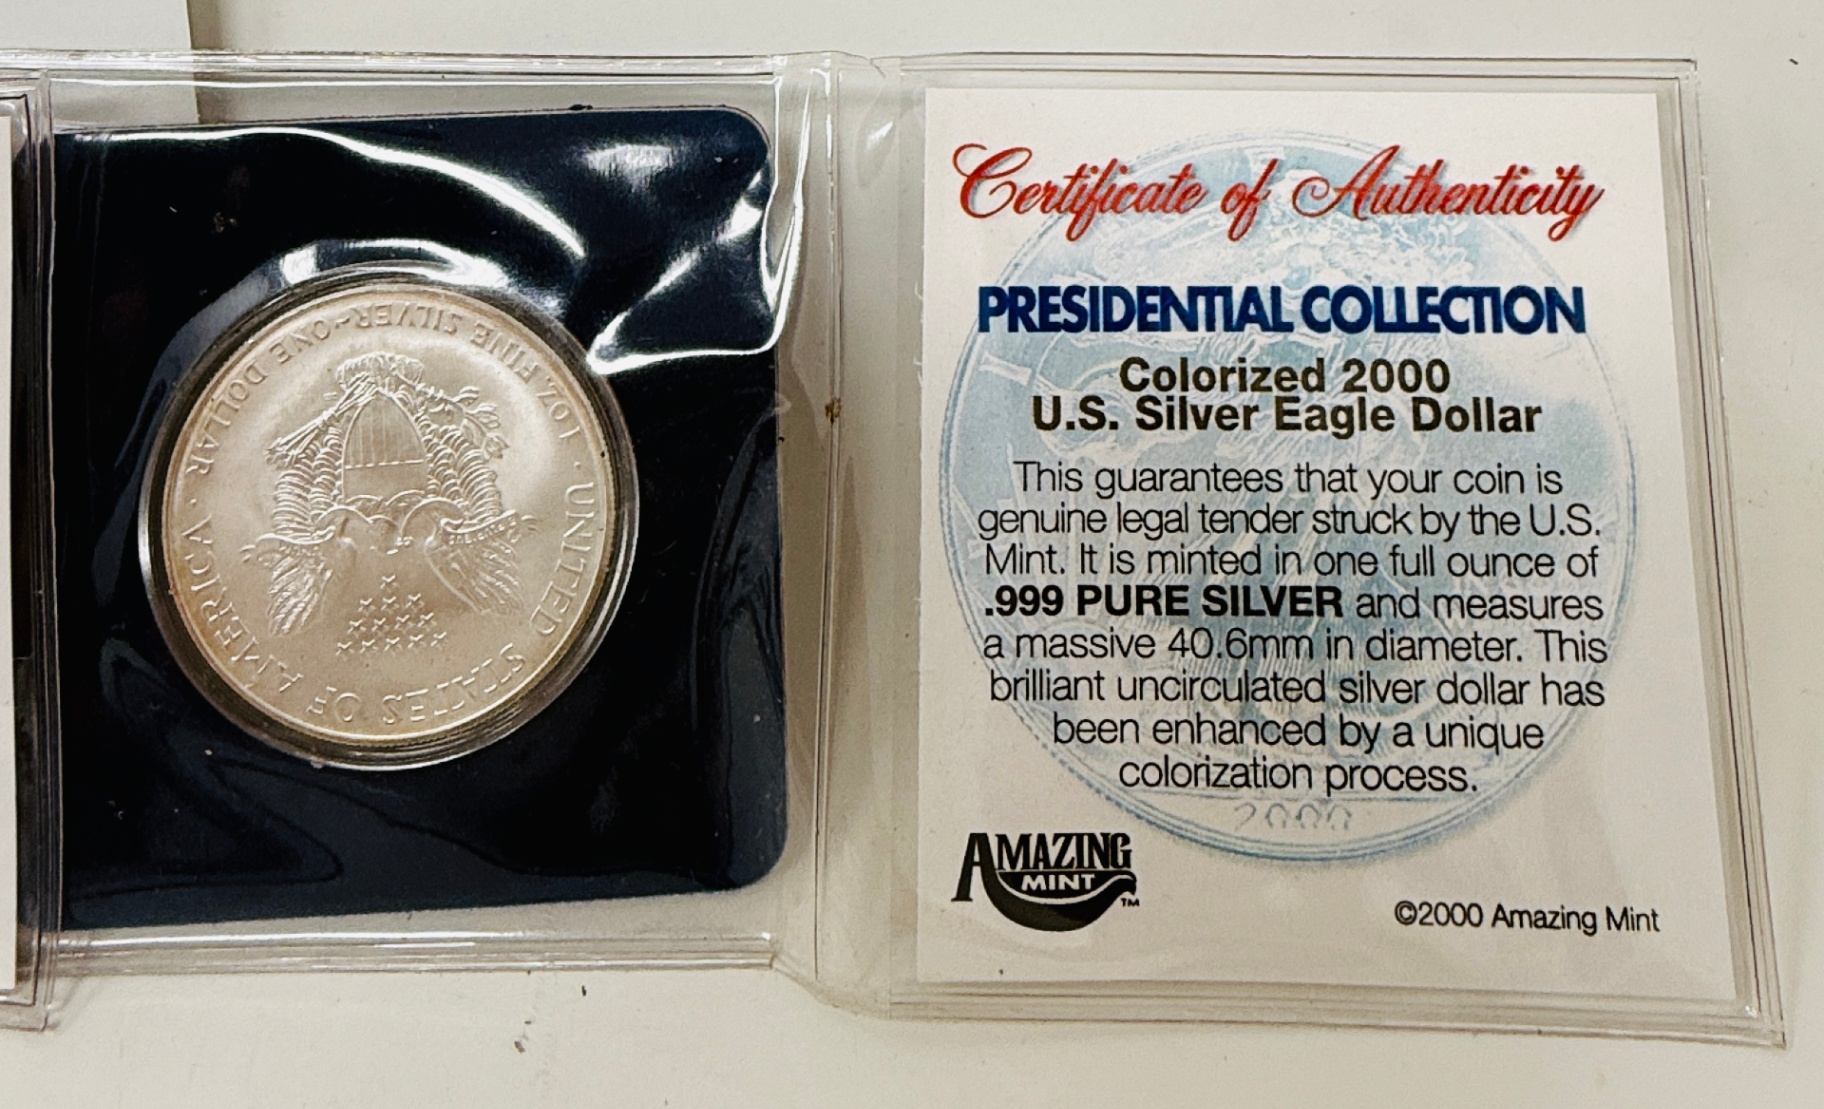 UNITED STATES OF AMERICA · 1 OZ. FINE SILVER~ONE DOLLAR ·
Certificate of Authenticity
PRESIDENTIAL COLLECTION
Colorized 2000
U.S. Silver Eagle Dollar
This guarantees that your coin is
genuine legal tender struck by the U.S.
Mint. It is minted in one full ounce of
.999 PURE SILVER and measures
a massive 40.6mm in diameter. This
brilliant uncirculated silver dollar has
been enhanced by a unique
colorization process.
2000
AMAZING
MINT™
©2000 Amazing Mint